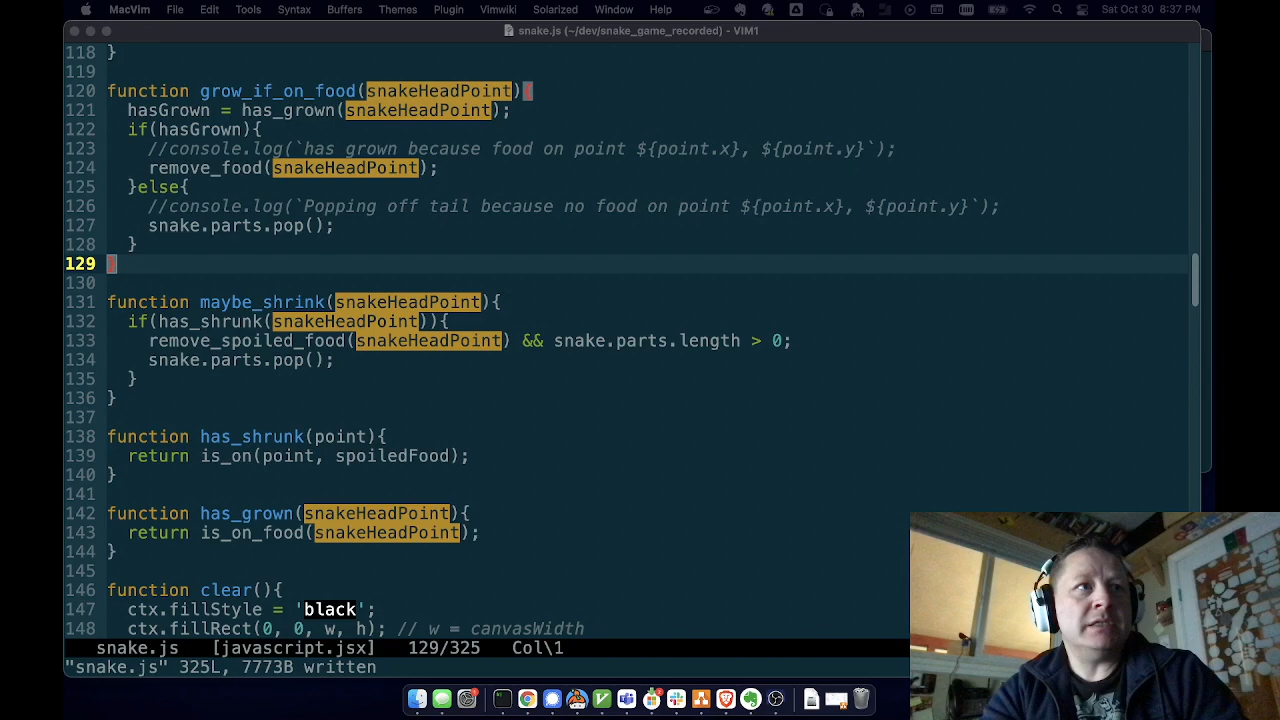 MacVim File Edit Tools Syntax Buffers Themes Plugin Vimwiki Solarized Window Help Sat Oct 30 8:37 PM
snake.js (~/dev/snake_game_recorded) - VIM1
118 }
119
120 function grow_if_on_food(snakeHeadPoint){
121 hasGrown = has_grown(snakeHeadPoint);
122 if(hasGrown){
123 //console.log(`has grown because food on point ${point.x}, ${point.y}`);
124 remove_food(snakeHeadPoint);
125 }else{
126 //console.log(`Popping off tail because no food on point ${point.x}, ${point.y}`);
127 snake.parts.pop();
128 }
129 }
130
131 function maybe_shrink(snakeHeadPoint){
132 if(has_shrunk(snakeHeadPoint)){
133 remove_spoiled_food(snakeHeadPoint) && snake.parts.length > 0;
134 snake.parts.pop();
135 }
136 }
137
138 function has_shrunk(point){
139 return is_on(point, spoiledFood);
140 }
141
142 function has_grown(snakeHeadPoint){
143 return is_on_food(snakeHeadPoint);
144 }
145
146 function clear(){
147 ctx.fillStyle = 'black';
148 ctx.fillRect(0, 0, w, h); // w = canvasWidth
snake.js [javascript.jsx] 129/325 Col\1
"snake.js" 325L, 7773B written